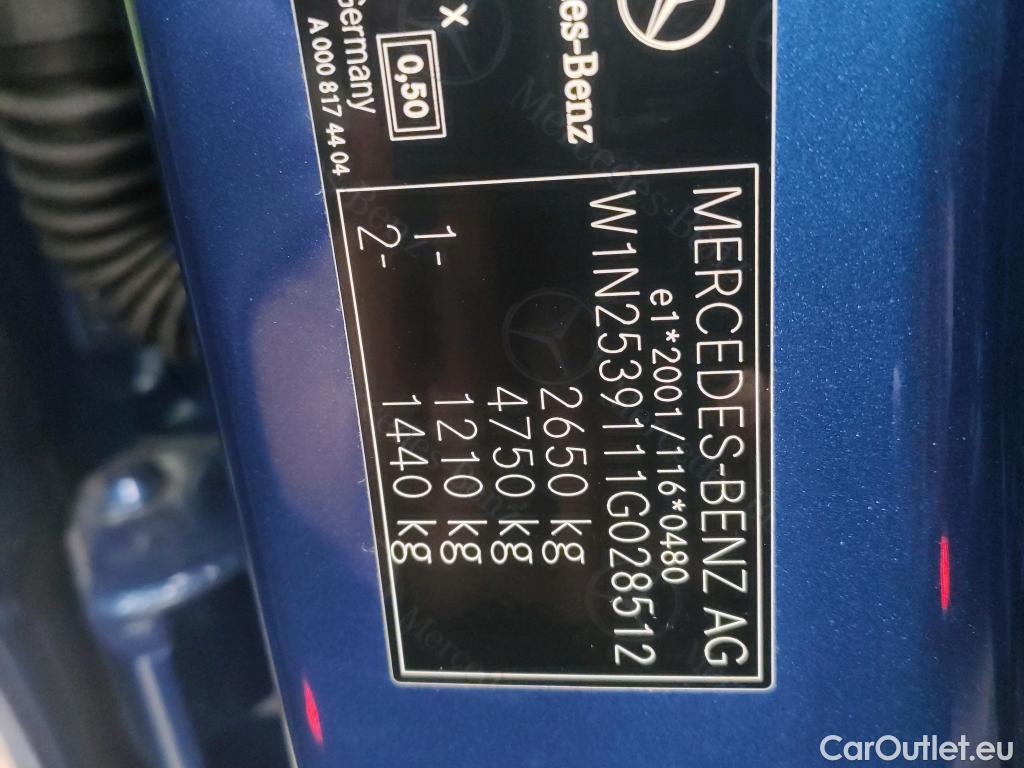 es-Benz
x
0,50
Germany
A 000 817 44 04
MERCEDES-BENZ AG
e1*2001/116*0480
W1N2539111G028512
2650 kg
4750 kg
1- 1210 kg
2- 1440 kg
CarOutlet.eu